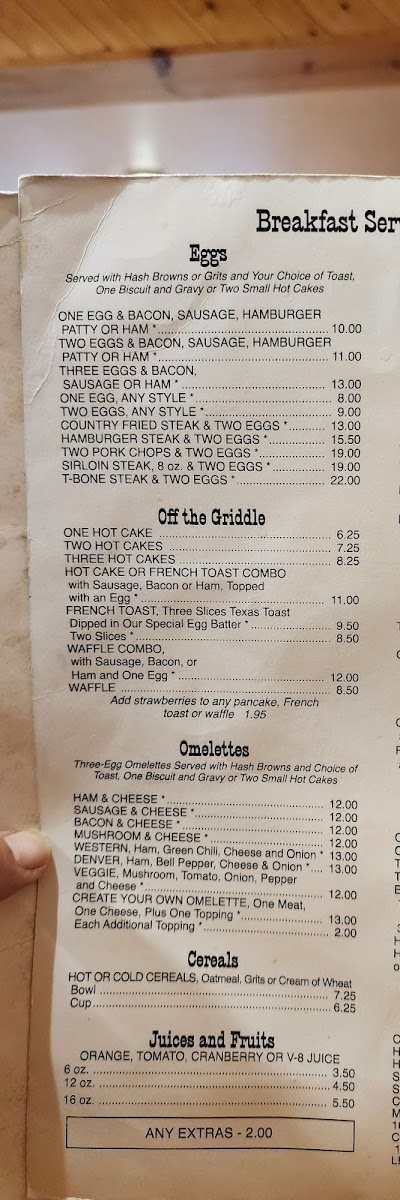 Breakfast Ser
Eggs
Served with Hash Browns or Grits and Your Choice of Toast,
One Biscuit and Gravy or Two Small Hot Cakes
ONE EGG & BACON, SAUSAGE, HAMBURGER
PATTY OR HAM * 10.00
TWO EGGS & BACON, SAUSAGE, HAMBURGER
PATTY OR HAM * 11.00
THREE EGGS & BACON,
SAUSAGE OR HAM * 13.00
ONE EGG, ANY STYLE * 8.00
TWO EGGS, ANY STYLE * 9.00
COUNTRY FRIED STEAK & TWO EGGS * 13.00
HAMBURGER STEAK & TWO EGGS * 15.50
TWO PORK CHOPS & TWO EGGS * 19.00
SIRLOIN STEAK, 8 oz. & TWO EGGS * 19.00
T-BONE STEAK & TWO EGGS * 22.00
Off the Griddle
ONE HOT CAKE 6.25
TWO HOT CAKES 7.25
THREE HOT CAKES 8.25
HOT CAKE OR FRENCH TOAST COMBO
with Sausage, Bacon or Ham, Topped
with an Egg * 11.00
FRENCH TOAST, Three Slices Texas Toast
Dipped in Our Special Egg Batter * 9.50
Two Slices * 8.50
WAFFLE COMBO,
with Sausage, Bacon, or
Ham and One Egg * 12.00
WAFFLE 8.50
Add strawberries to any pancake, French
toast or waffle 1.95
Omelettes
Three-Egg Omelettes Served with Hash Browns and Choice of
Toast, One Biscuit and Gravy or Two Small Hot Cakes
HAM & CHEESE * 12.00
SAUSAGE & CHEESE * 12.00
BACON & CHEESE * 12.00
MUSHROOM & CHEESE * 12.00
WESTERN, Ham, Green Chili, Cheese and Onion * 13.00
DENVER, Ham, Bell Pepper, Cheese & Onion * 13.00
VEGGIE, Mushroom, Tomato, Onion, Pepper
and Cheese * 12.00
CREATE YOUR OWN OMELETTE, One Meat,
One Cheese, Plus One Topping * 13.00
Each Additional Topping * 2.00
Cereals
HOT OR COLD CEREALS, Oatmeal, Grits or Cream of Wheat
Bowl 7.25
Cup 6.25
Juices and Fruits
ORANGE, TOMATO, CRANBERRY OR V-8 JUICE
6 oz. 3.50
12 oz. 4.50
16 oz. 5.50
ANY EXTRAS - 2.00